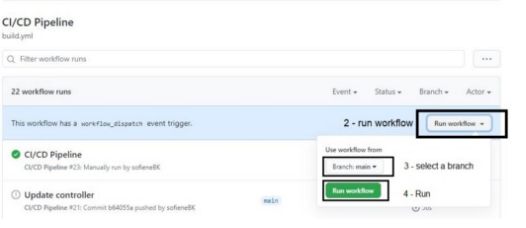 CI/CD Pipeline
build.yml
Filter workflow runs
...
22 workflow runs
Event Status Branch Actor
This workflow has a workflow_dispatch event trigger.
2 - run workflow
Run workflow
Use workflow from
Branch: main
3 - select a branch
Run workflow
4 - Run
CI/CD Pipeline
CI/CD Pipeline #23: Manually run by sofieneBK
Update controller
CI/CD Pipeline #21: Commit b64055a pushed by sofieneBK
main